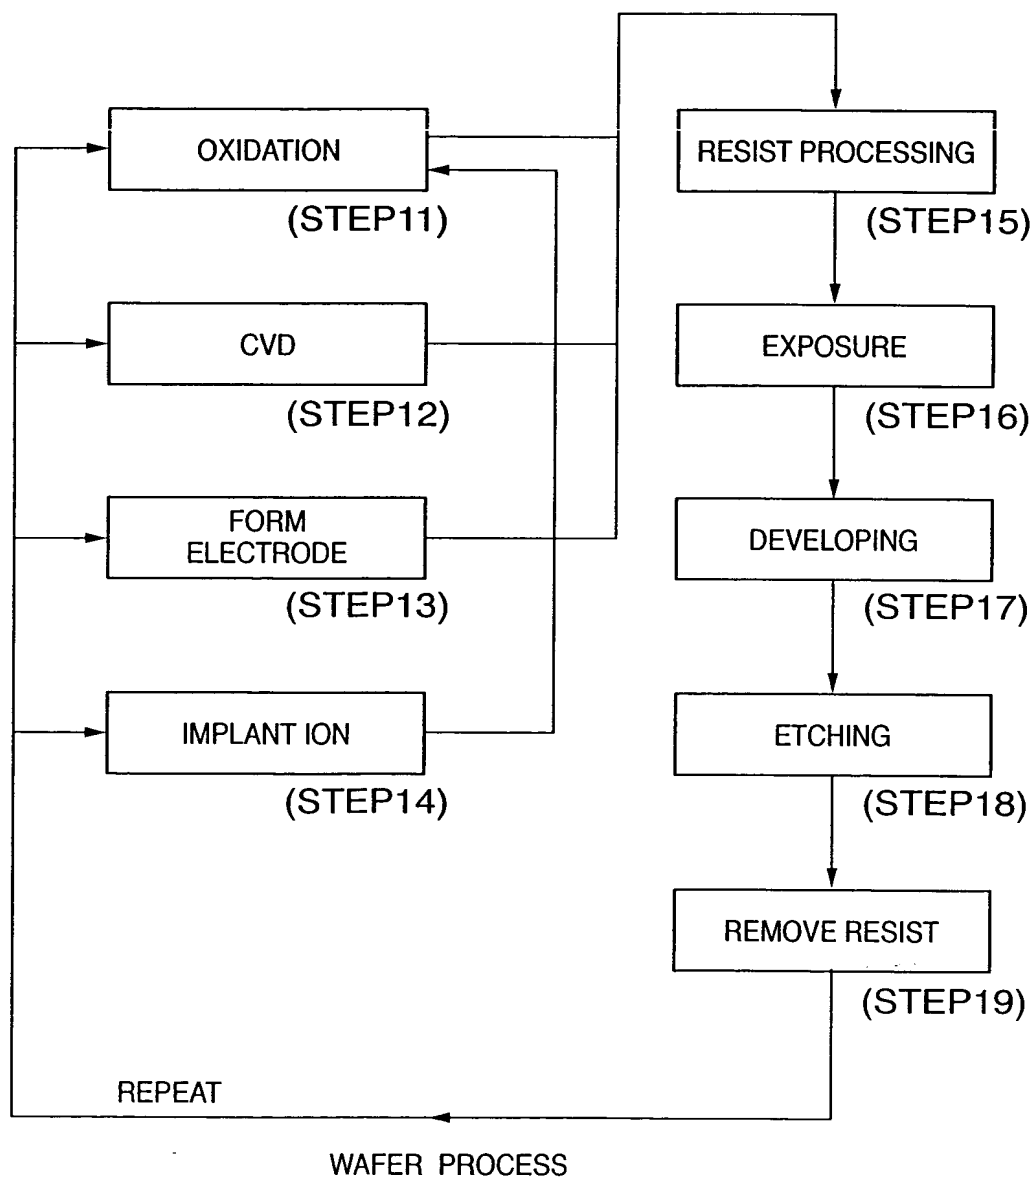 OXIDATION
(STEP11)
CVD
(STEP12)
FORM
ELECTRODE
(STEP13)
IMPLANT ION
(STEP14)
RESIST PROCESSING
(STEP15)
EXPOSURE
(STEP16)
DEVELOPING
(STEP17)
ETCHING
(STEP18)
REMOVE RESIST
(STEP19)
REPEAT
WAFER PROCESS